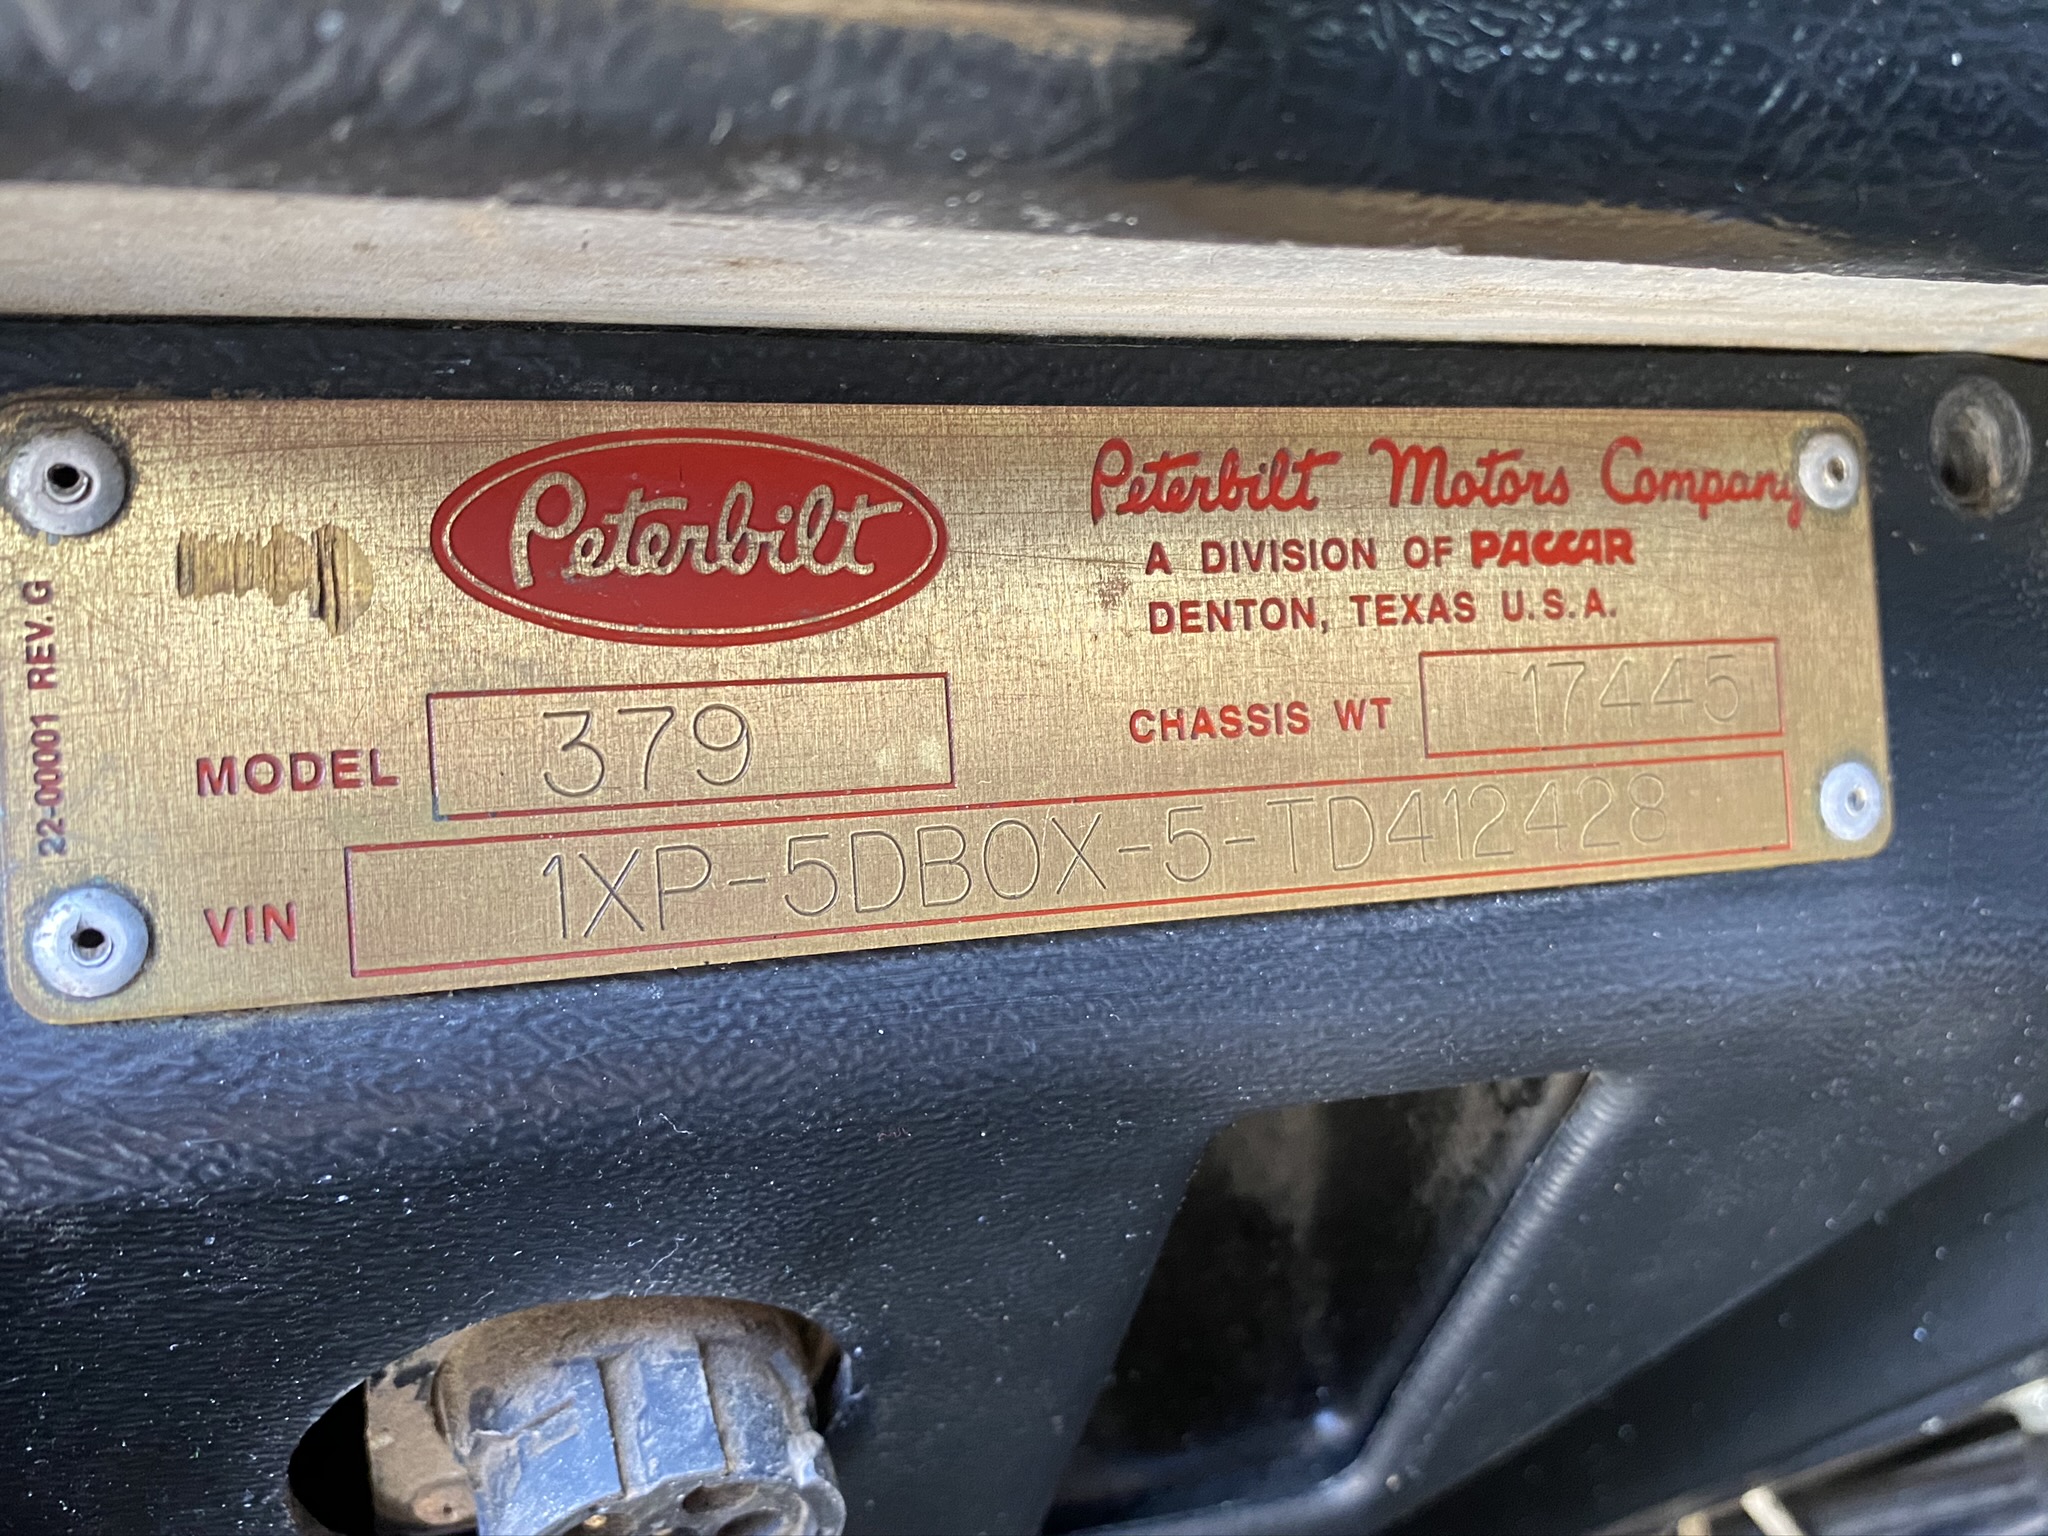 Peterbilt
Peterbilt Motors Company
A DIVISION OF PACCAR
DENTON, TEXAS U.S.A.
MODEL 379
CHASSIS WT 17445
VIN 1XP-5DBOX-5-TD412428
22-00001 REV. G